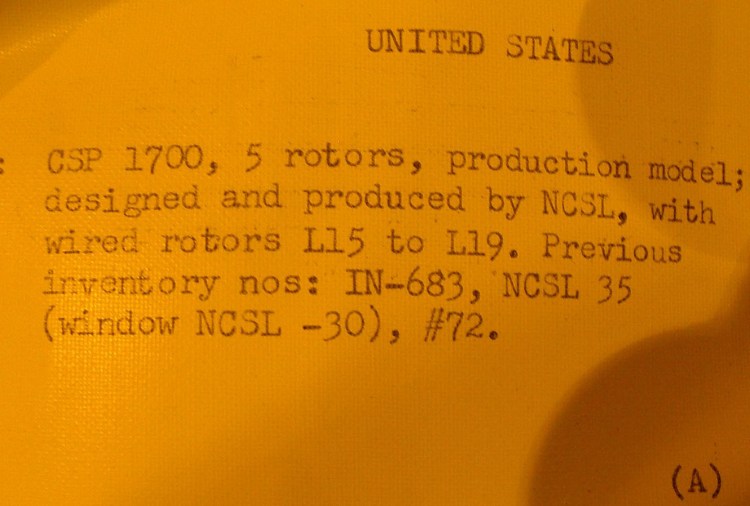 UNITED STATES
: CSP 1700, 5 rotors, production model;
designed and produced by NCSL, with
wired rotors L15 to L19. Previous
inventory nos: IN-683, NCSL 35
(window NCSL -30), #72.
(A)